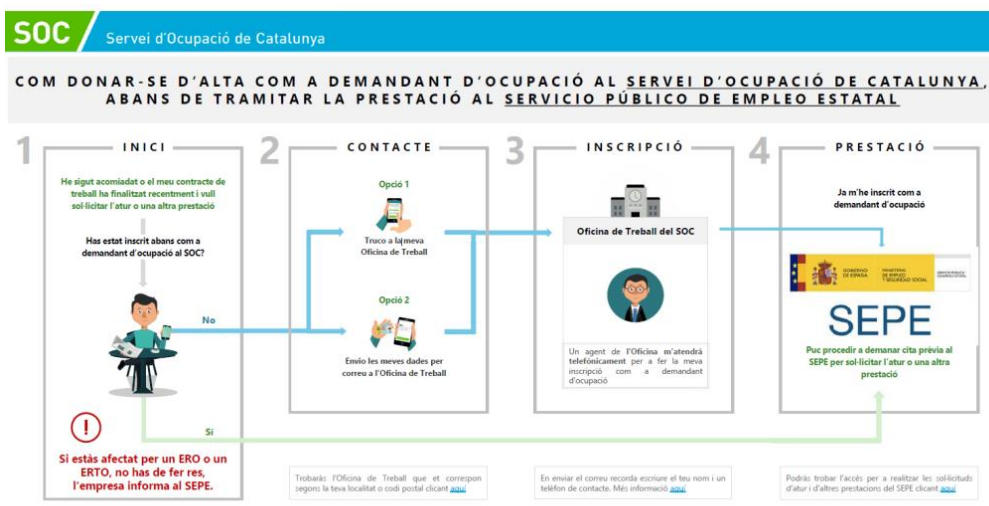 SOC
Servei d'Ocupació de Catalunya
COM DONAR-SE D'ALTA COM A DEMANDANT D'OCUPACIÓ AL SERVEI D'OCUPACIÓ DE CATALUNYA,
ABANS DE TRAMITAR LA PRESTACIÓ AL SERVICIO PÚBLICO DE EMPLEO ESTATAL
1
INICI
He sigut acomiadat o el meu contracte de
treball ha finalitzat recentment i vull
sol·licitar l'atur o una altra prestació
Has estat inscrit abans com a
demandant d'ocupació al SOC?
No
Sí
Si estàs afectat per un ERO o un
ERTO, no has de fer res,
l'empresa informa al SEPE.
2
CONTACTE
Opció 1
Truco a la meva
Oficina de Treball
Opció 2
Envio les meves dades per
correu a l'Oficina de Treball
Trobaràs l'Oficina de Treball que et correspon
segons la teva localitat o codi postal clicant aquí
3
INSCRIPCIÓ
Oficina de Treball del SOC
Un agent de l'Oficina m'atendrà
telefònicament per a fer la meva
inscripció com a demandant
d'ocupació
En enviar el correu recorda escriure el teu nom i un
telèfon de contacte. Més informació aquí
4
PRESTACIÓ
Ja m'he inscrit com a
demandant d'ocupació
GOBIERNO
DE ESPAÑA
MINISTERIO
DE EMPLEO
Y SEGURIDAD SOCIAL
SEPE
Puc procedir a demanar cita prèvia al
SEPE per sol·licitar l'atur o una altra
prestació
Podràs trobar l'accés per a realitzar les sol·licituds
d'atur i d'altres prestacions del SEPE clicant aquí